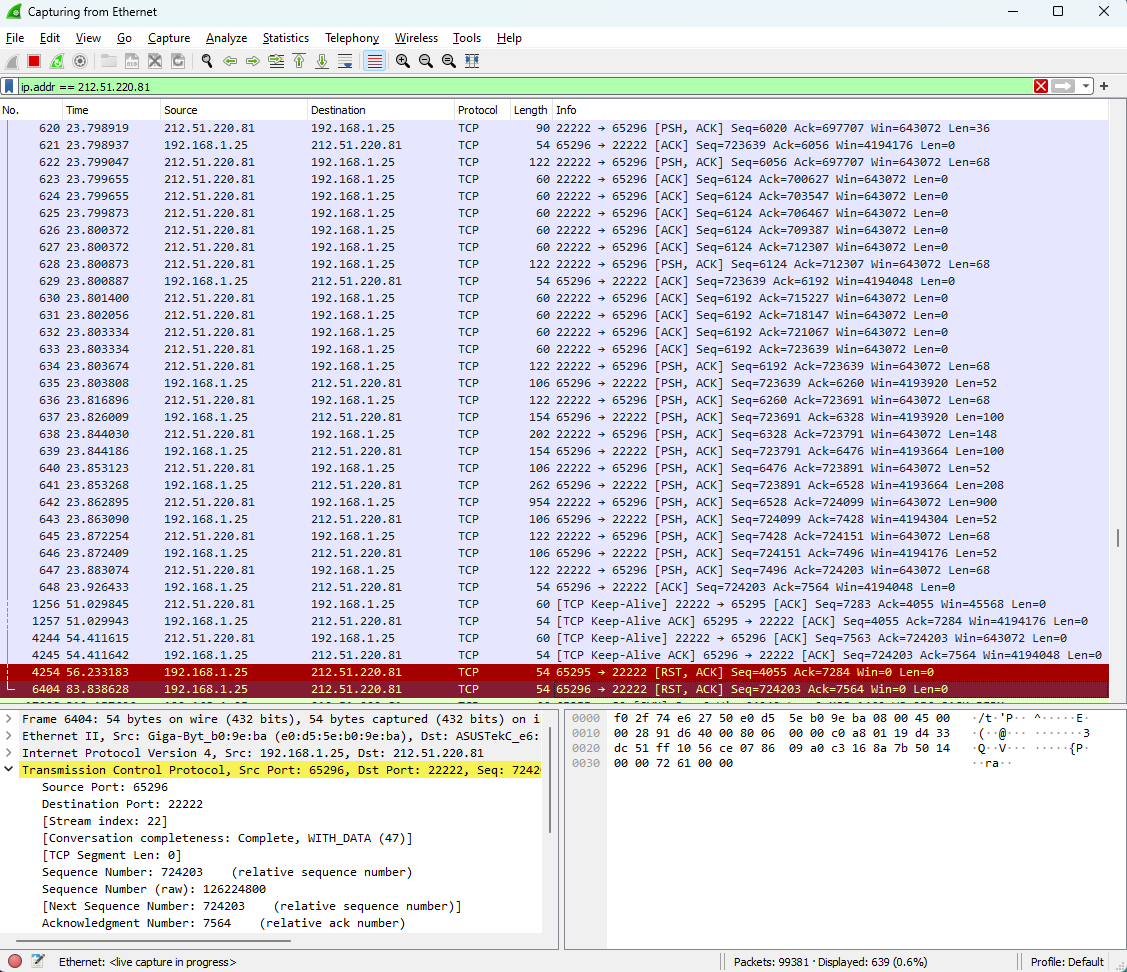 Capturing from Ethernet
File Edit View Go Capture Analyze Statistics Telephony Wireless Tools Help
ip.addr == 212.51.220.81
No. Time Source Destination Protocol Length Info
620 23.798919 212.51.220.81 192.168.1.25 TCP 90 22222 → 65296 [PSH, ACK] Seq=6020 Ack=697707 Win=643072 Len=36
621 23.798937 192.168.1.25 212.51.220.81 TCP 54 65296 → 22222 [ACK] Seq=723639 Ack=6056 Win=4194176 Len=0
622 23.799047 212.51.220.81 192.168.1.25 TCP 122 22222 → 65296 [PSH, ACK] Seq=6056 Ack=697707 Win=643072 Len=68
623 23.799655 212.51.220.81 192.168.1.25 TCP 60 22222 → 65296 [ACK] Seq=6124 Ack=700627 Win=643072 Len=0
624 23.799655 212.51.220.81 192.168.1.25 TCP 60 22222 → 65296 [ACK] Seq=6124 Ack=703547 Win=643072 Len=0
625 23.799873 212.51.220.81 192.168.1.25 TCP 60 22222 → 65296 [ACK] Seq=6124 Ack=706467 Win=643072 Len=0
626 23.800372 212.51.220.81 192.168.1.25 TCP 60 22222 → 65296 [ACK] Seq=6124 Ack=709387 Win=643072 Len=0
627 23.800372 212.51.220.81 192.168.1.25 TCP 60 22222 → 65296 [ACK] Seq=6124 Ack=712307 Win=643072 Len=0
628 23.800873 212.51.220.81 192.168.1.25 TCP 122 22222 → 65296 [PSH, ACK] Seq=6124 Ack=712307 Win=643072 Len=68
629 23.800887 192.168.1.25 212.51.220.81 TCP 54 65296 → 22222 [ACK] Seq=723639 Ack=6192 Win=4194048 Len=0
630 23.801400 212.51.220.81 192.168.1.25 TCP 60 22222 → 65296 [ACK] Seq=6192 Ack=715227 Win=643072 Len=0
631 23.802056 212.51.220.81 192.168.1.25 TCP 60 22222 → 65296 [ACK] Seq=6192 Ack=718147 Win=643072 Len=0
632 23.803334 212.51.220.81 192.168.1.25 TCP 60 22222 → 65296 [ACK] Seq=6192 Ack=721067 Win=643072 Len=0
633 23.803334 212.51.220.81 192.168.1.25 TCP 60 22222 → 65296 [ACK] Seq=6192 Ack=723639 Win=643072 Len=0
634 23.803674 212.51.220.81 192.168.1.25 TCP 122 22222 → 65296 [PSH, ACK] Seq=6192 Ack=723639 Win=643072 Len=68
635 23.803808 192.168.1.25 212.51.220.81 TCP 106 65296 → 22222 [PSH, ACK] Seq=723639 Ack=6260 Win=4193920 Len=52
636 23.816896 212.51.220.81 192.168.1.25 TCP 122 22222 → 65296 [PSH, ACK] Seq=6260 Ack=723691 Win=643072 Len=68
637 23.826009 192.168.1.25 212.51.220.81 TCP 154 65296 → 22222 [PSH, ACK] Seq=723691 Ack=6328 Win=4193920 Len=100
638 23.844030 212.51.220.81 192.168.1.25 TCP 202 22222 → 65296 [PSH, ACK] Seq=6328 Ack=723791 Win=643072 Len=148
639 23.844186 192.168.1.25 212.51.220.81 TCP 154 65296 → 22222 [PSH, ACK] Seq=723791 Ack=6476 Win=4193664 Len=100
640 23.853123 212.51.220.81 192.168.1.25 TCP 106 22222 → 65296 [PSH, ACK] Seq=6476 Ack=723891 Win=643072 Len=52
641 23.853268 192.168.1.25 212.51.220.81 TCP 262 65296 → 22222 [PSH, ACK] Seq=723891 Ack=6528 Win=4193664 Len=208
642 23.862895 212.51.220.81 192.168.1.25 TCP 954 22222 → 65296 [PSH, ACK] Seq=6528 Ack=724099 Win=643072 Len=900
643 23.863090 192.168.1.25 212.51.220.81 TCP 106 65296 → 22222 [PSH, ACK] Seq=724099 Ack=7428 Win=4194304 Len=52
645 23.872254 212.51.220.81 192.168.1.25 TCP 122 22222 → 65296 [PSH, ACK] Seq=7428 Ack=724151 Win=643072 Len=68
646 23.872409 192.168.1.25 212.51.220.81 TCP 106 65296 → 22222 [PSH, ACK] Seq=724151 Ack=7496 Win=4194176 Len=52
647 23.883074 212.51.220.81 192.168.1.25 TCP 122 22222 → 65296 [PSH, ACK] Seq=7496 Ack=724203 Win=643072 Len=68
648 23.926433 192.168.1.25 212.51.220.81 TCP 54 65296 → 22222 [ACK] Seq=724203 Ack=7564 Win=4194048 Len=0
1256 51.029845 212.51.220.81 192.168.1.25 TCP 60 [TCP Keep-Alive] 22222 → 65295 [ACK] Seq=7283 Ack=4055 Win=45568 Len=0
1257 51.029943 192.168.1.25 212.51.220.81 TCP 54 [TCP Keep-Alive ACK] 65295 → 22222 [ACK] Seq=4055 Ack=7284 Win=4194176 Len=0
4244 54.411615 212.51.220.81 192.168.1.25 TCP 60 [TCP Keep-Alive] 22222 → 65296 [ACK] Seq=7563 Ack=724203 Win=643072 Len=0
4245 54.411642 192.168.1.25 212.51.220.81 TCP 54 [TCP Keep-Alive ACK] 65296 → 22222 [ACK] Seq=724203 Ack=7564 Win=4194048 Len=0
4254 56.233183 192.168.1.25 212.51.220.81 TCP 54 65295 → 22222 [RST, ACK] Seq=4055 Ack=7284 Win=0 Len=0
6404 83.838628 192.168.1.25 212.51.220.81 TCP 54 65296 → 22222 [RST, ACK] Seq=724203 Ack=7564 Win=0 Len=0
Frame 6404: 54 bytes on wire (432 bits), 54 bytes captured (432 bits) on i
Ethernet II, Src: Giga-Byt_b0:9e:ba (e0:d5:5e:b0:9e:ba), Dst: ASUSTekC_e6:
Internet Protocol Version 4, Src: 192.168.1.25, Dst: 212.51.220.81
Transmission Control Protocol, Src Port: 65296, Dst Port: 22222, Seq: 7242
Source Port: 65296
Destination Port: 22222
[Stream index: 22]
[Conversation completeness: Complete, WITH_DATA (47)]
[TCP Segment Len: 0]
Sequence Number: 724203 (relative sequence number)
Sequence Number (raw): 126224800
[Next Sequence Number: 724203 (relative sequence number)]
Acknowledgment Number: 7564 (relative ack number)
0000 f0 2f 74 e6 27 50 e0 d5 5e b0 9e ba 08 00 45 00 ·/t·'P·· ^·····E·
0010 00 28 91 d6 40 00 80 06 00 00 c0 a8 01 19 d4 33 ·(··@··· ·······3
0020 dc 51 ff 10 56 ce 07 86 09 a0 c3 16 8a 7b 50 14 ·Q··V··· ·····{P·
0030 00 00 72 61 00 00 ··ra··
Ethernet: <live capture in progress> Packets: 99381 · Displayed: 639 (0.6%) Profile: Default